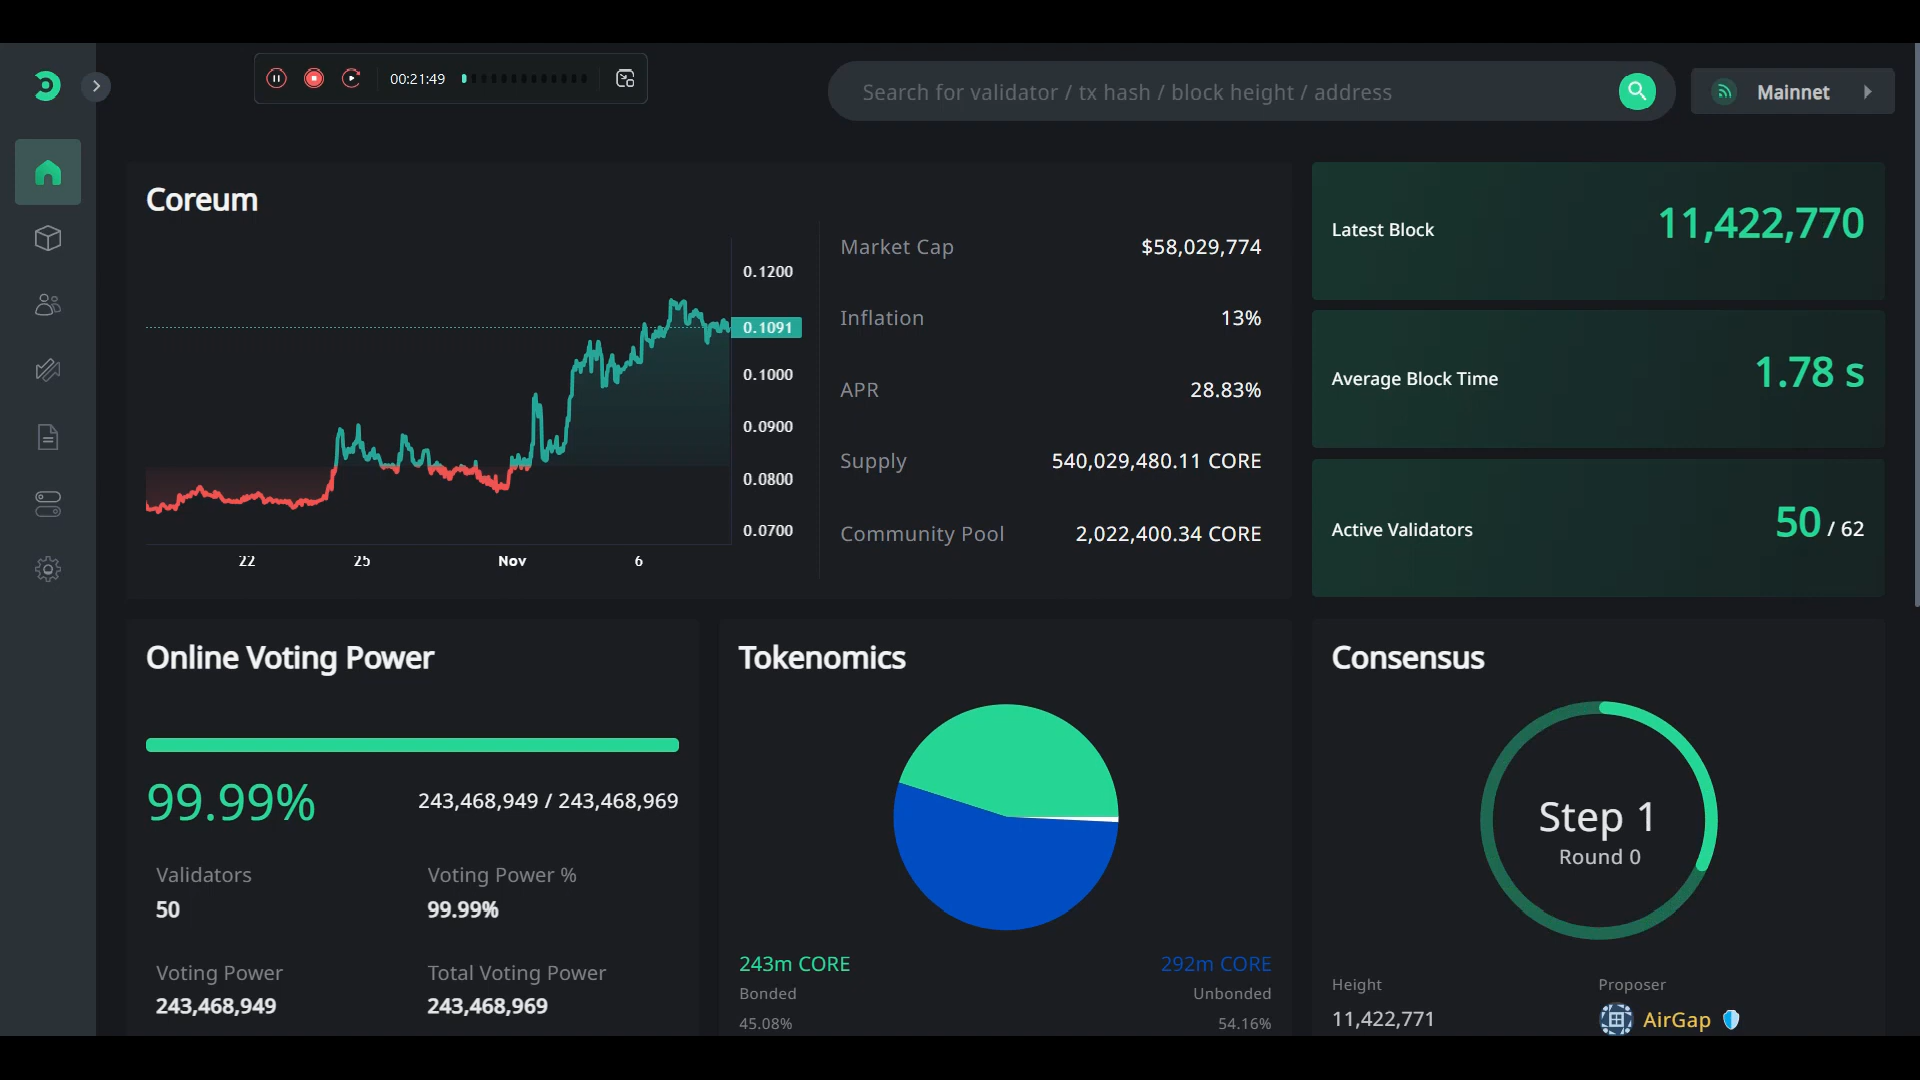 00:21:49
Search for validator / tx hash / block height / address
Mainnet
Coreum
0.1200
0.1091
0.1000
0.0900
0.0800
0.0700
22
25
Nov
6
Market Cap $58,029,774
Inflation 13%
APR 28.83%
Supply 540,029,480.11 CORE
Community Pool 2,022,400.34 CORE
Latest Block 11,422,770
Average Block Time 1.78 s
Active Validators 50 / 62
Online Voting Power
99.99% 243,468,949 / 243,468,969
Validators Voting Power %
50 99.99%
Voting Power Total Voting Power
243,468,949 243,468,969
Tokenomics
243m CORE 292m CORE
Bonded Unbonded
45.08% 54.16%
Consensus
Step 1
Round 0
Height Proposer
11,422,771 AirGap